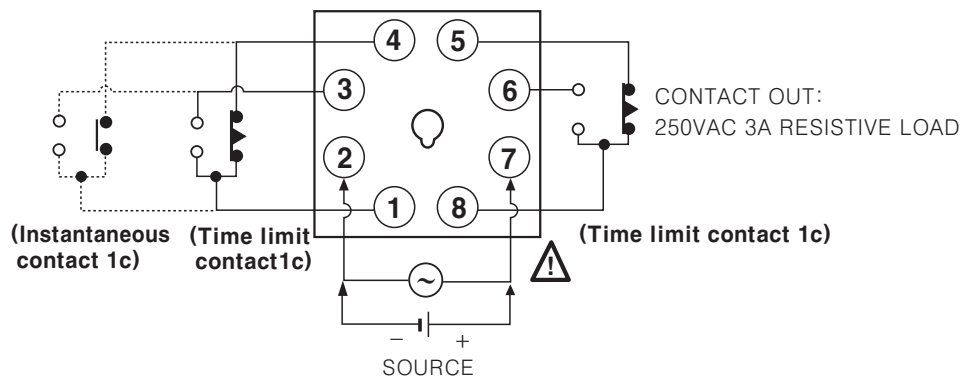 4 5
3 6
CONTACT OUT:
250VAC 3A RESISTIVE LOAD
2 7
1 8
(Instantaneous
contact 1c)
(Time limit
contact1c)
(Time limit contact 1c)
!
~
− +
SOURCE